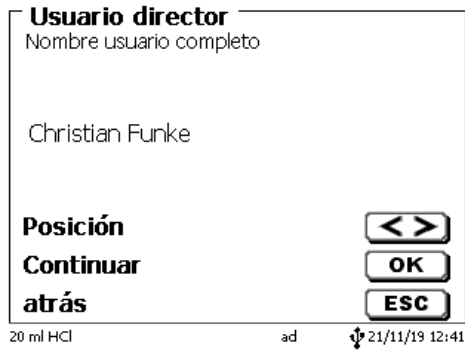 Usuario director
Nombre usuario completo
Christian Funke
Posición < >
Continuar OK
atrás ESC
20 ml HCl ad 21/11/19 12:41